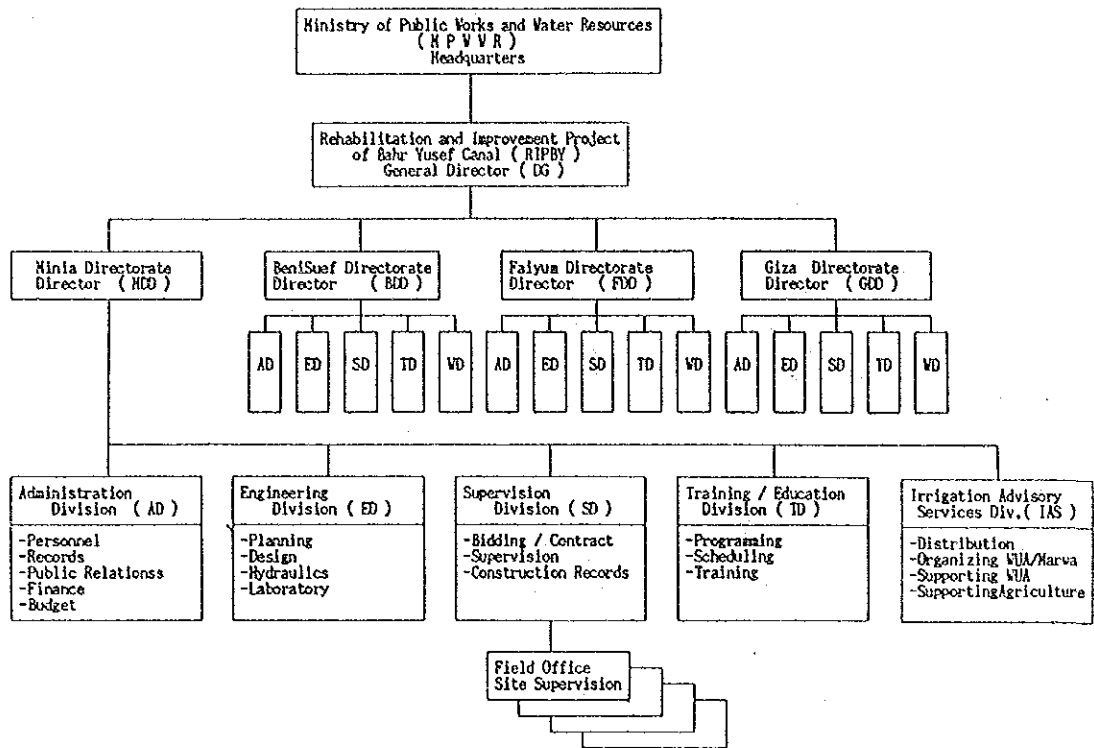 Ministry of Public Works and Water Resources
( M P W W R )
Headquarters
Rehabilitation and Improvement Project
of Bahr Yusef Canal ( RIPBY )
General Director ( DG )
Minia Directorate
Director ( MDD )
BeniSuef Directorate
Director ( BDD )
Faiyum Directorate
Director ( FDD )
Giza Directorate
Director ( GDD )
AD ED SD TD WD AD ED SD TD WD AD ED SD TD WD
Administration
Division ( AD )
-Personnel
-Records
-Public Relationss
-Finance
-Budget
Engineering
Division ( ED )
-Planning
-Design
-Hydraulics
-Laboratory
Supervision
Division ( SD )
-Bidding / Contract
-Supervision
-Construction Records
Training / Education
Division ( TD )
-Programing
-Scheduling
-Training
Irrigation Advisory
Services Div.( IAS )
-Distribution
-Organizing WUA/Marwa
-Supporting WUA
-SupportingAgriculture
Field Office
Site Supervision